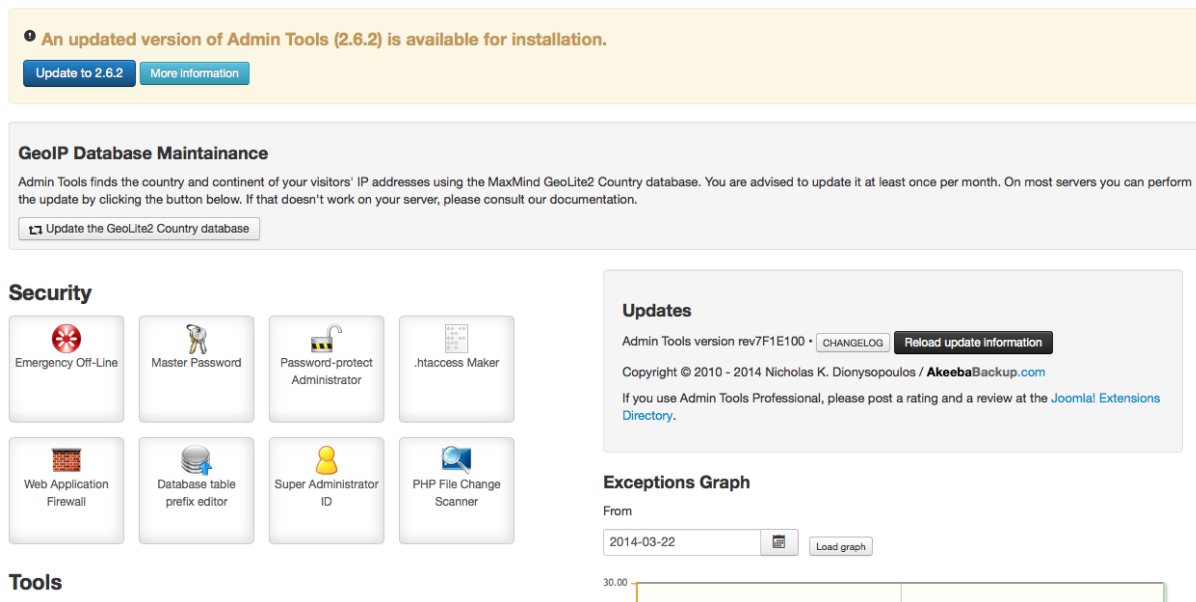 An updated version of Admin Tools (2.6.2) is available for installation.
Update to 2.6.2
More information
GeoIP Database Maintainance
Admin Tools finds the country and continent of your visitors' IP addresses using the MaxMind GeoLite2 Country database. You are advised to update it at least once per month. On most servers you can perform
the update by clicking the button below. If that doesn't work on your server, please consult our documentation.
Update the GeoLite2 Country database
Security
Emergency Off-Line
Master Password
Password-protect
Administrator
.htaccess Maker
Web Application
Firewall
Database table
prefix editor
Super Administrator
ID
PHP File Change
Scanner
Tools
Updates
Admin Tools version rev7F1E100 • CHANGELOG Reload update information
Copyright © 2010 - 2014 Nicholas K. Dionysopoulos / AkeebaBackup.com
If you use Admin Tools Professional, please post a rating and a review at the Joomla! Extensions
Directory.
Exceptions Graph
From
2014-03-22
Load graph
30.00